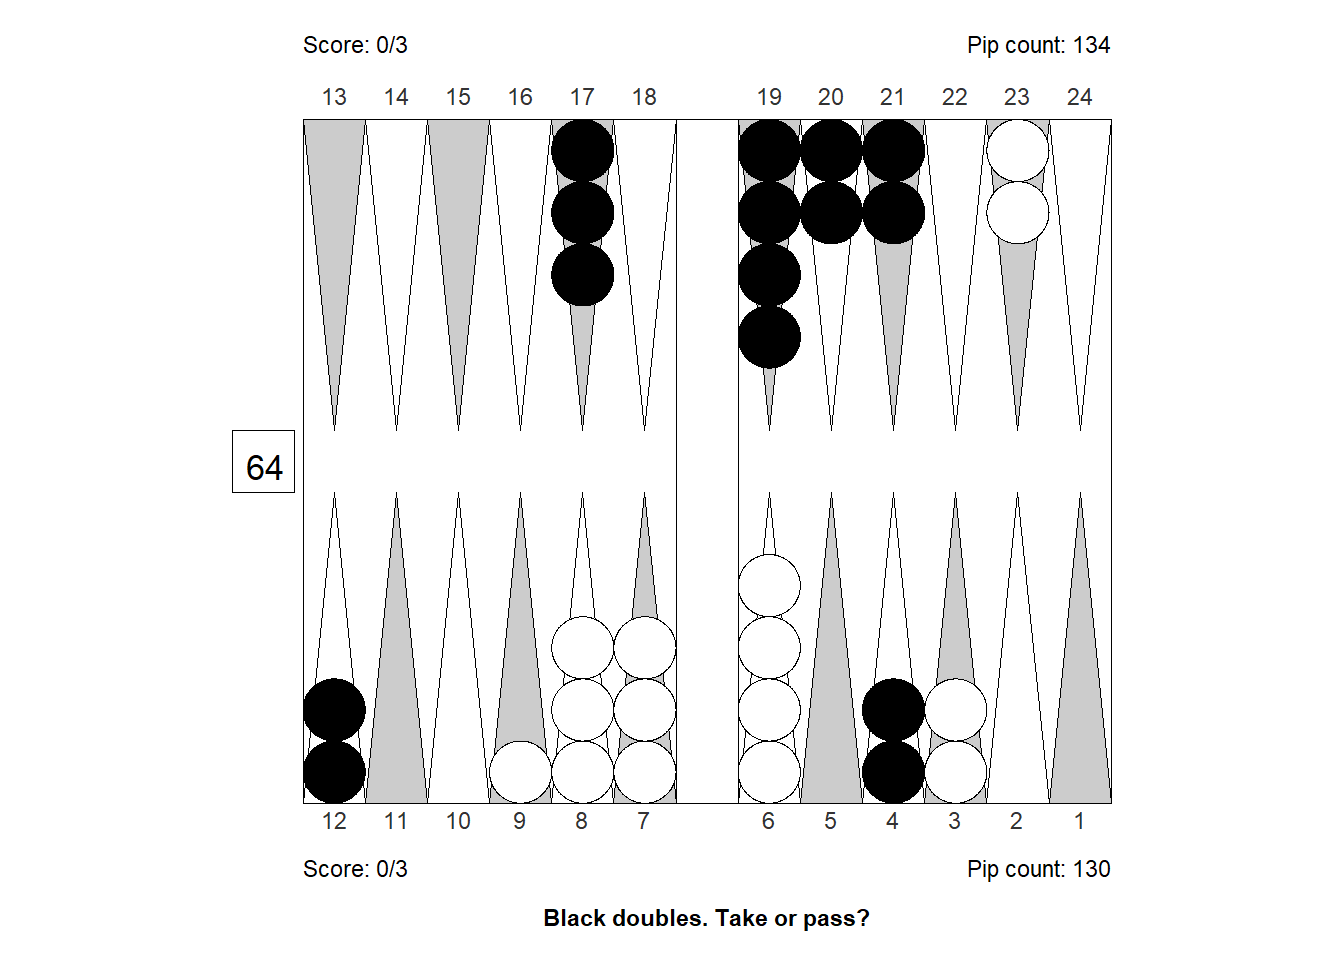 Score: 0/3 Pip count: 134
13 14 15 16 17 18 19 20 21 22 23 24
64
12 11 10 9 8 7 6 5 4 3 2 1
Score: 0/3 Pip count: 130
Black doubles. Take or pass?